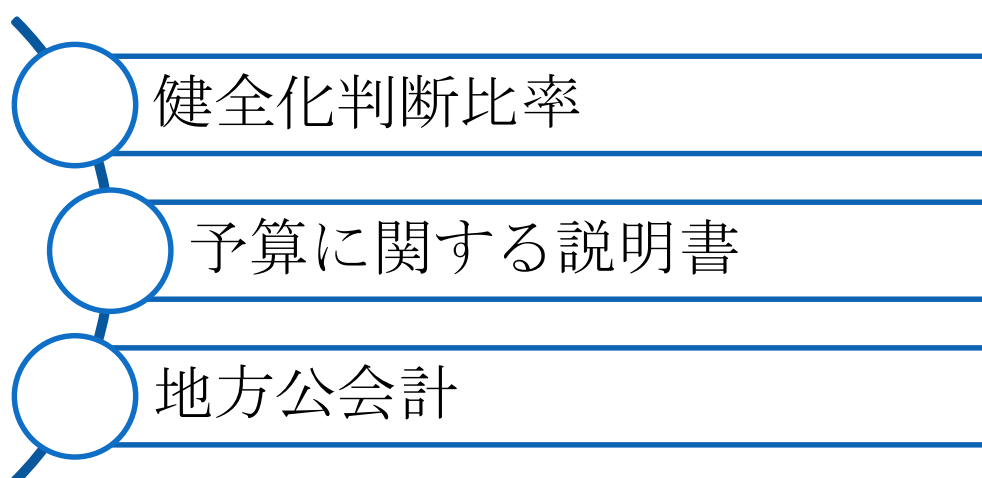 健全化判断比率
予算に関する説明書
地方公会計